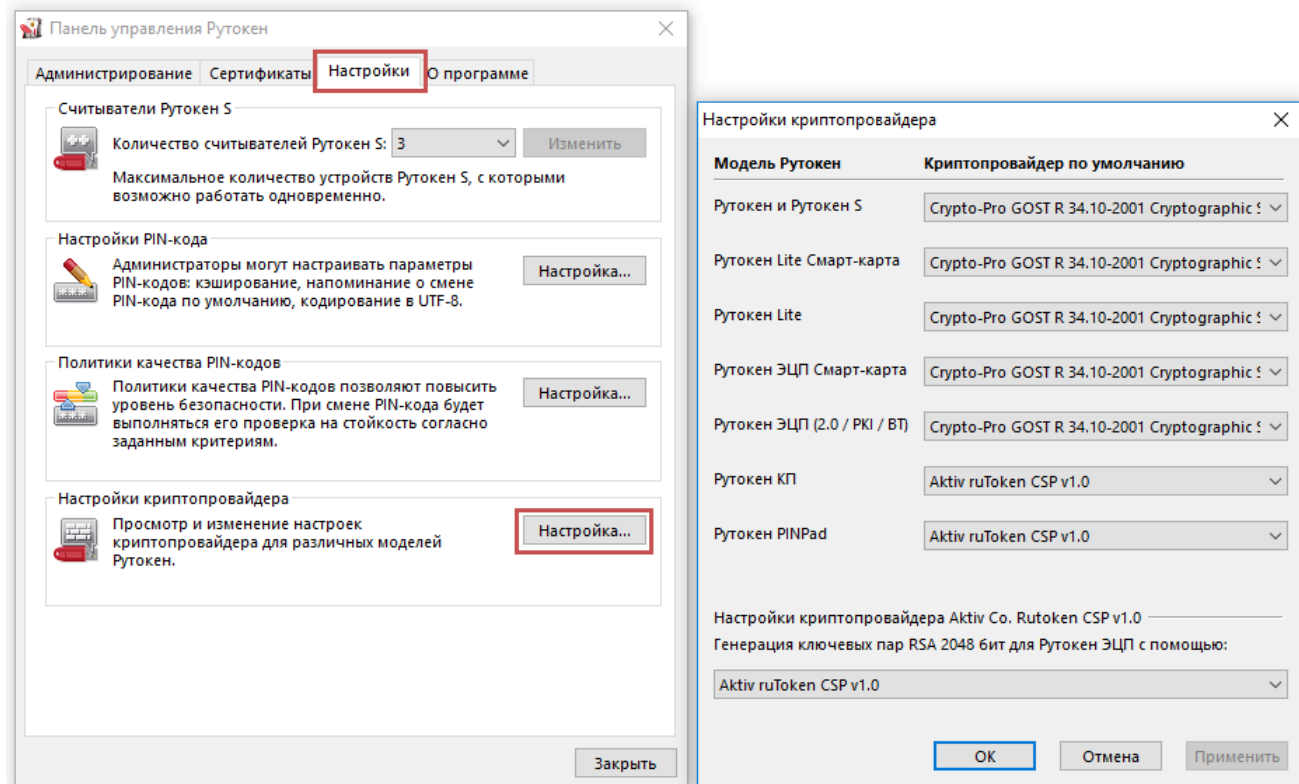 Панель управления Рутокен
Администрирование
Сертификаты
Настройки
О программе
Считыватели Рутокен S
Количество считывателей Рутокен S:
3
Изменить
Максимальное количество устройств Рутокен S, с которыми
возможно работать одновременно.
Настройки PIN-кода
Администраторы могут настраивать параметры
PIN-кодов: кэширование, напоминание о смене
PIN-кода по умолчанию, кодирование в UTF-8.
Настройка...
Политики качества PIN-кодов
Политики качества PIN-кодов позволяют повысить
уровень безопасности. При смене PIN-кода будет
выполняться его проверка на стойкость согласно
заданным критериям.
Настройка...
Настройки криптопровайдера
Просмотр и изменение настроек
криптопровайдера для различных моделей
Рутокен.
Настройка...
Закрыть
Настройки криптопровайдера
Модель Рутокен
Криптопровайдер по умолчанию
Рутокен и Рутокен S
Crypto-Pro GOST R 34.10-2001 Cryptographic
Рутокен Lite Смарт-карта
Crypto-Pro GOST R 34.10-2001 Cryptographic
Рутокен Lite
Crypto-Pro GOST R 34.10-2001 Cryptographic
Рутокен ЭЦП Смарт-карта
Crypto-Pro GOST R 34.10-2001 Cryptographic
Рутокен ЭЦП (2.0 / PKI / BT)
Crypto-Pro GOST R 34.10-2001 Cryptographic
Рутокен КП
Aktiv ruToken CSP v1.0
Рутокен PINPad
Aktiv ruToken CSP v1.0
Настройки криптопровайдера Aktiv Co. Rutoken CSP v1.0
Генерация ключевых пар RSA 2048 бит для Рутокен ЭЦП с помощью:
Aktiv ruToken CSP v1.0
ОК
Отмена
Применить